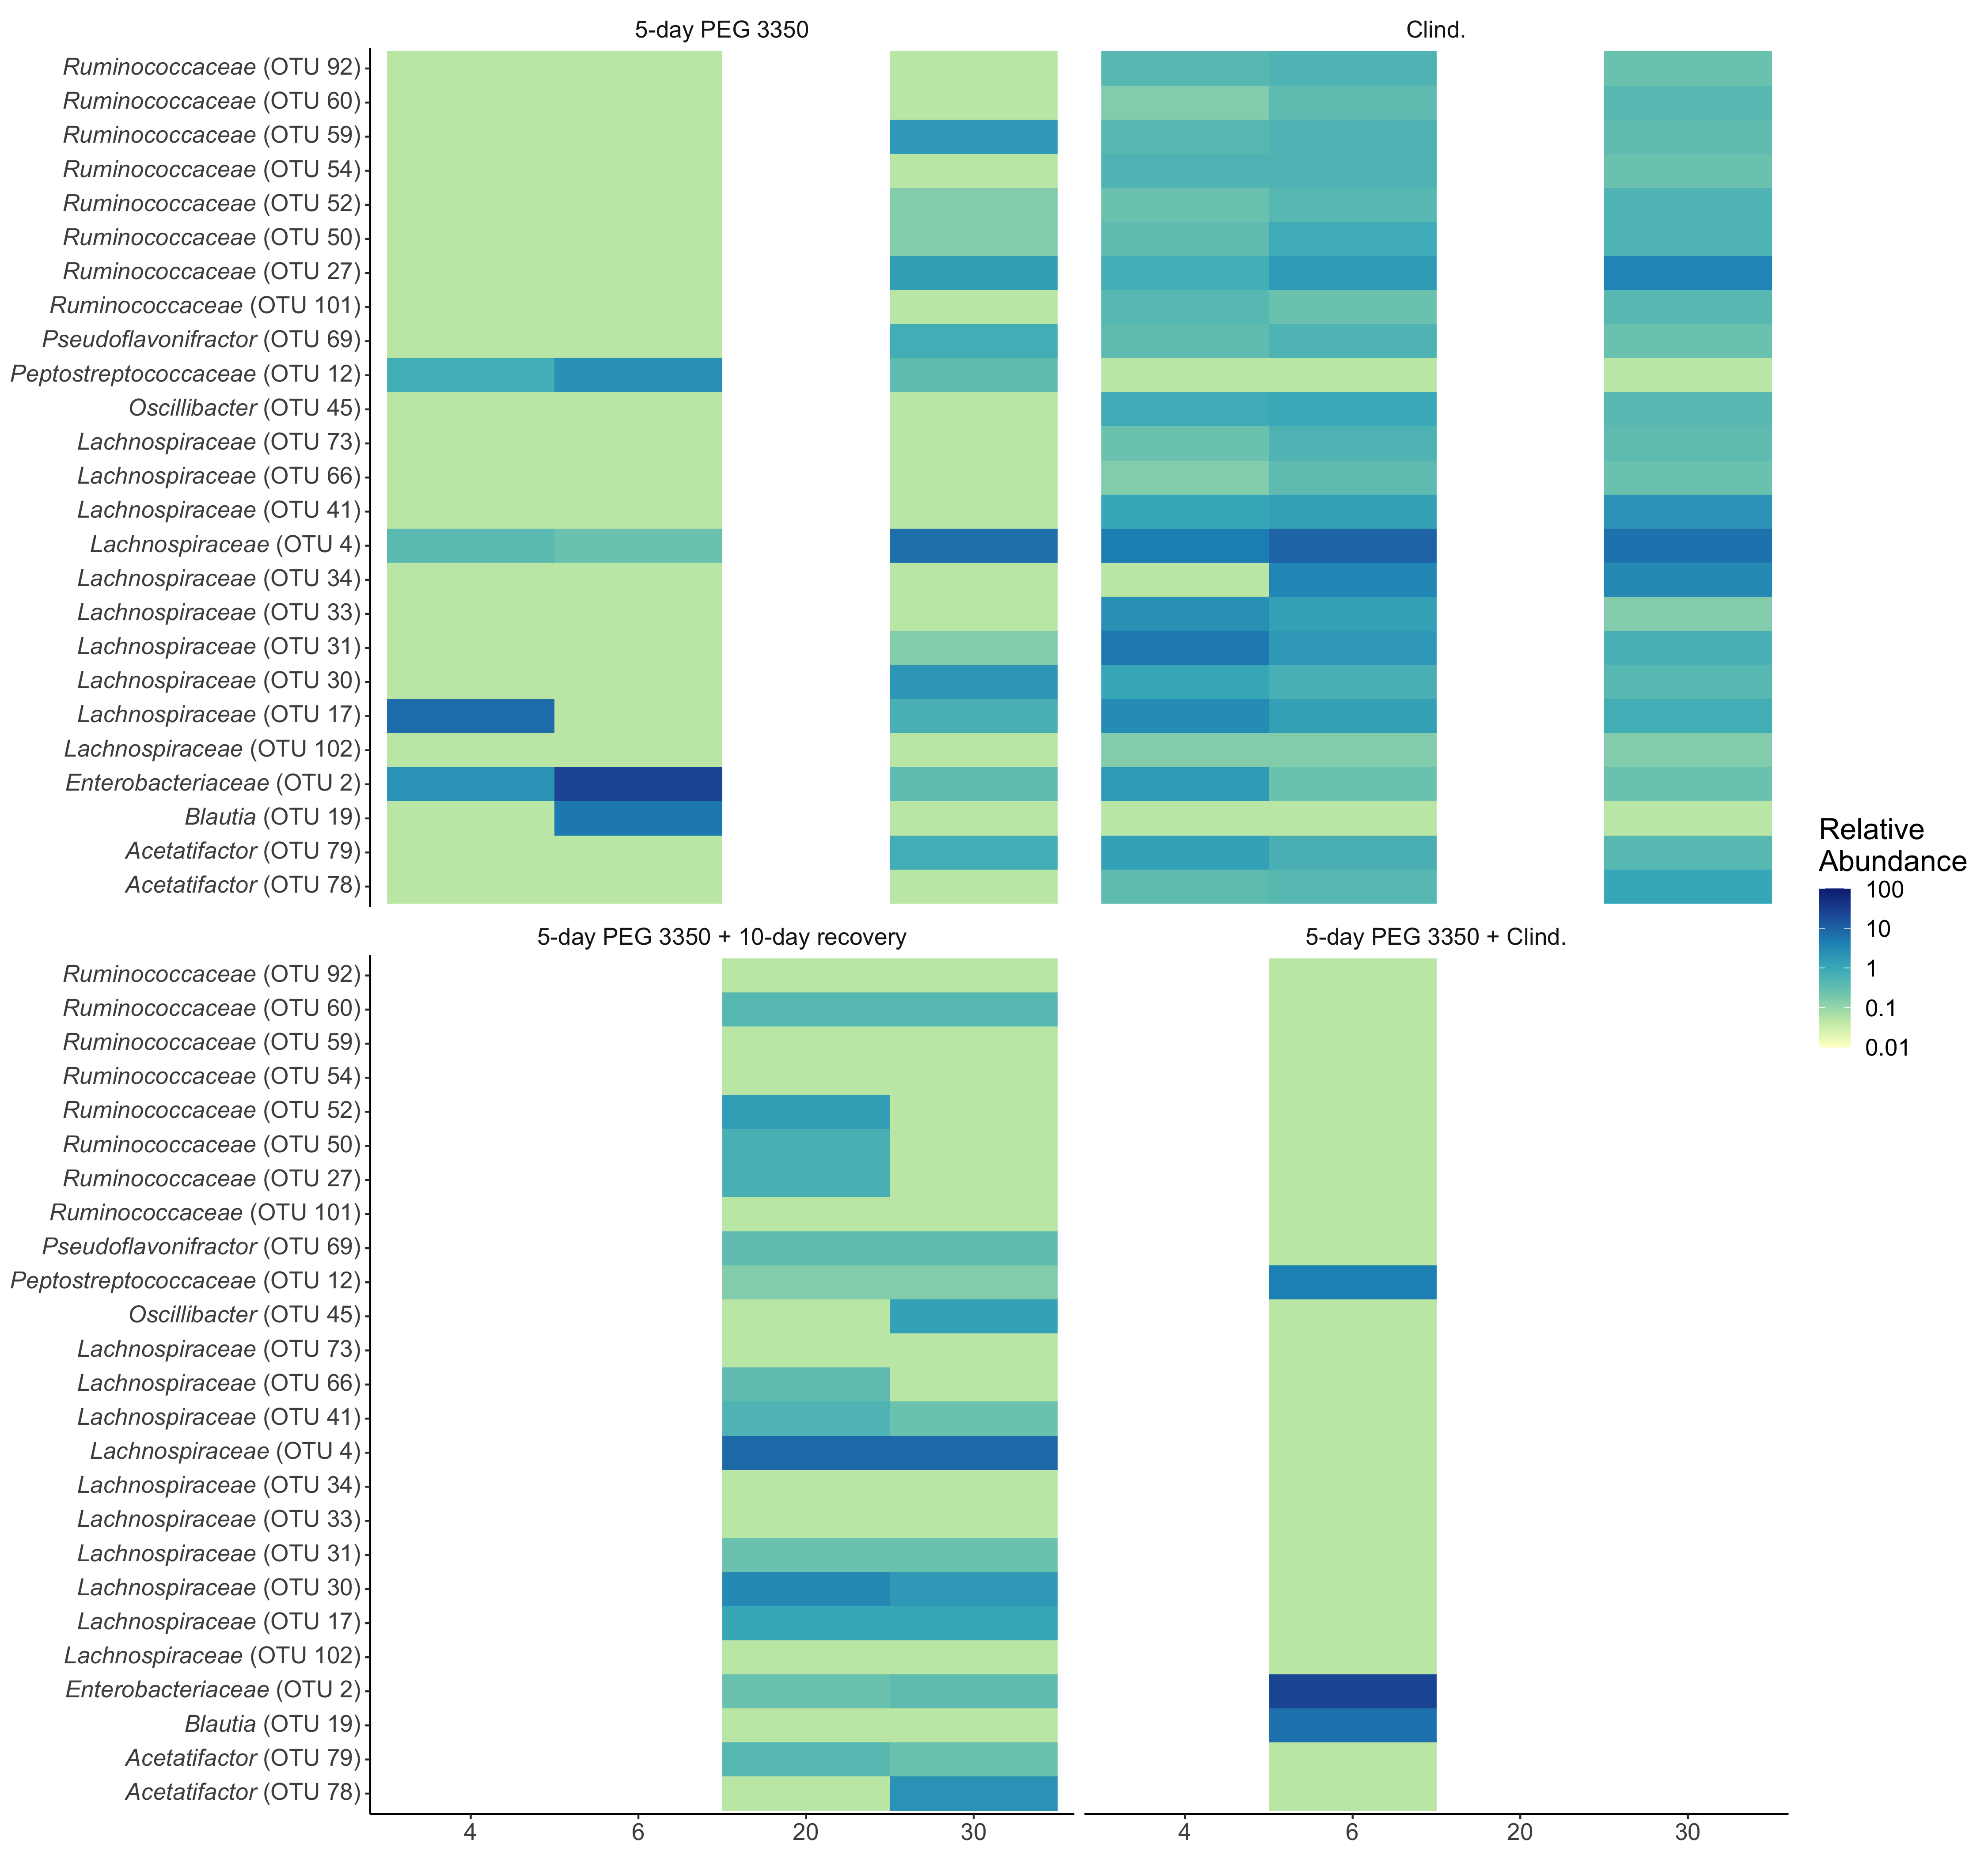 5-day PEG 3350
Clind.
Ruminococcaceae (OTU 92)
Ruminococcaceae (OTU 60)
Ruminococcaceae (OTU 59)
Ruminococcaceae (OTU 54)
Ruminococcaceae (OTU 52)
Ruminococcaceae (OTU 50)
Ruminococcaceae (OTU 27)
Ruminococcaceae (OTU 101)
Pseudoflavonifractor (OTU 69)
Peptostreptococcaceae (OTU 12)
Oscillibacter (OTU 45)
Lachnospiraceae (OTU 73)
Lachnospiraceae (OTU 66)
Lachnospiraceae (OTU 41)
Lachnospiraceae (OTU 4)
Lachnospiraceae (OTU 34)
Lachnospiraceae (OTU 33)
Lachnospiraceae (OTU 31)
Lachnospiraceae (OTU 30)
Lachnospiraceae (OTU 17)
Lachnospiraceae (OTU 102)
Enterobacteriaceae (OTU 2)
Blautia (OTU 19)
Acetatifactor (OTU 79)
Acetatifactor (OTU 78)
Relative
Abundance
100
10
1
0.1
0.01
5-day PEG 3350 + 10-day recovery
5-day PEG 3350 + Clind.
Ruminococcaceae (OTU 92)
Ruminococcaceae (OTU 60)
Ruminococcaceae (OTU 59)
Ruminococcaceae (OTU 54)
Ruminococcaceae (OTU 52)
Ruminococcaceae (OTU 50)
Ruminococcaceae (OTU 27)
Ruminococcaceae (OTU 101)
Pseudoflavonifractor (OTU 69)
Peptostreptococcaceae (OTU 12)
Oscillibacter (OTU 45)
Lachnospiraceae (OTU 73)
Lachnospiraceae (OTU 66)
Lachnospiraceae (OTU 41)
Lachnospiraceae (OTU 4)
Lachnospiraceae (OTU 34)
Lachnospiraceae (OTU 33)
Lachnospiraceae (OTU 31)
Lachnospiraceae (OTU 30)
Lachnospiraceae (OTU 17)
Lachnospiraceae (OTU 102)
Enterobacteriaceae (OTU 2)
Blautia (OTU 19)
Acetatifactor (OTU 79)
Acetatifactor (OTU 78)
4 6 20 30 4 6 20 30